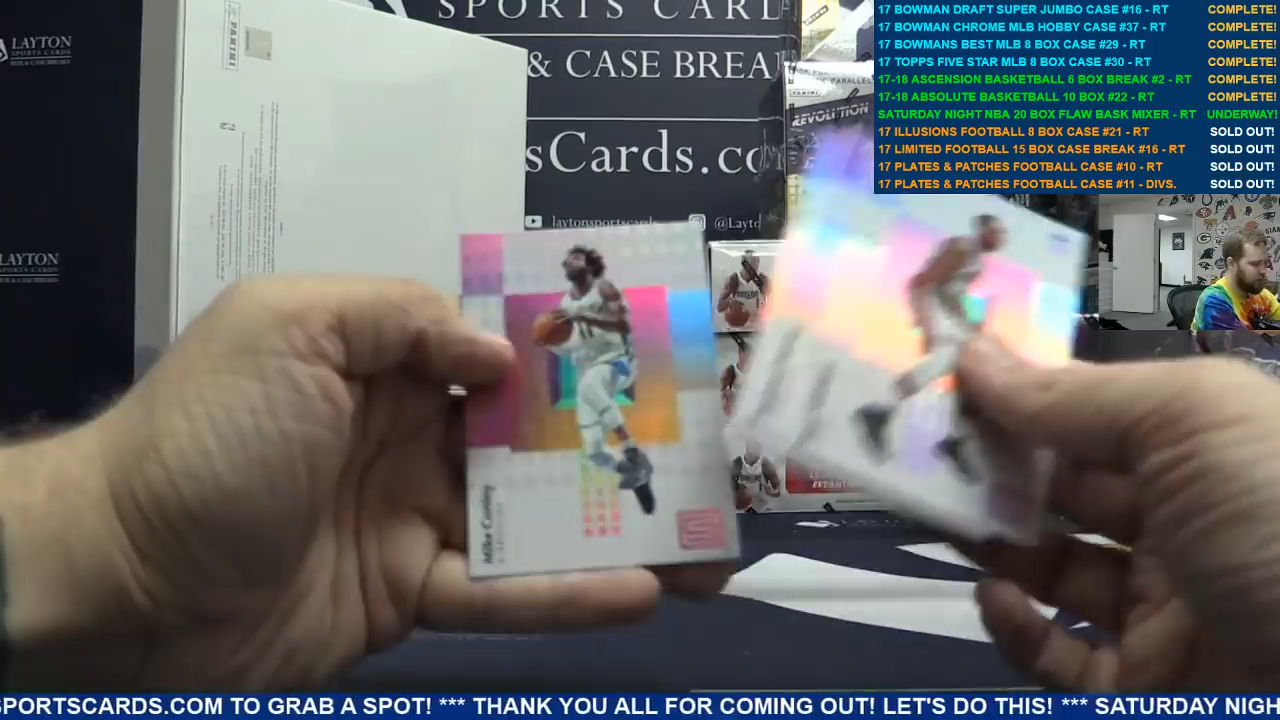 SPORTS CARD
& CASE BREA
sCards.co
laytonsportscards
@Layto
LAYTON
SPORTS CARDS
LAYTON
SPORTS CARDS
PANINI
PANINI
REVOLUTION
Mike Conley
17 BOWMAN DRAFT SUPER JUMBO CASE #16 - RT COMPLETE!
17 BOWMAN CHROME MLB HOBBY CASE #37 - RT COMPLETE!
17 BOWMANS BEST MLB 8 BOX CASE #29 - RT COMPLETE!
17 TOPPS FIVE STAR MLB 8 BOX CASE #30 - RT COMPLETE!
17-18 ASCENSION BASKETBALL 6 BOX BREAK #2 - RT COMPLETE!
17-18 ABSOLUTE BASKETBALL 10 BOX #22 - RT COMPLETE!
SATURDAY NIGHT NBA 20 BOX FLAW BASK MIXER - RT UNDERWAY!
17 ILLUSIONS FOOTBALL 8 BOX CASE #21 - RT SOLD OUT!
17 LIMITED FOOTBALL 15 BOX CASE BREAK #16 - RT SOLD OUT!
17 PLATES & PATCHES FOOTBALL CASE #10 - RT SOLD OUT!
17 PLATES & PATCHES FOOTBALL CASE #11 - DIVS. SOLD OUT!
SPORTSCARDS.COM TO GRAB A SPOT! *** THANK YOU ALL FOR COMING OUT! LET'S DO THIS! *** SATURDAY NIGH